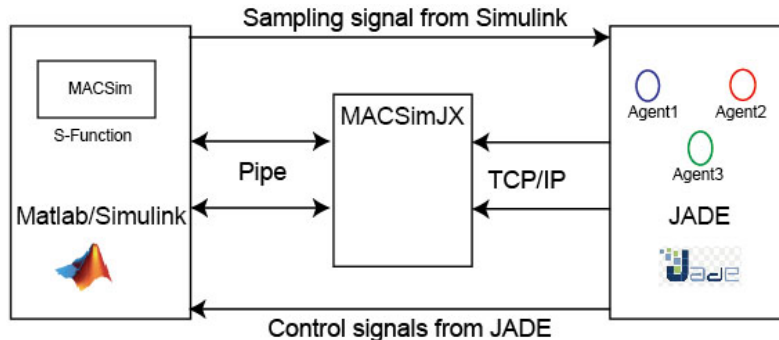 Sampling signal from Simulink
MACSim
S-Function
Matlab/Simulink
Pipe
MACSimJX
TCP/IP
Agent1
Agent2
Agent3
JADE
Jade
Control signals from JADE